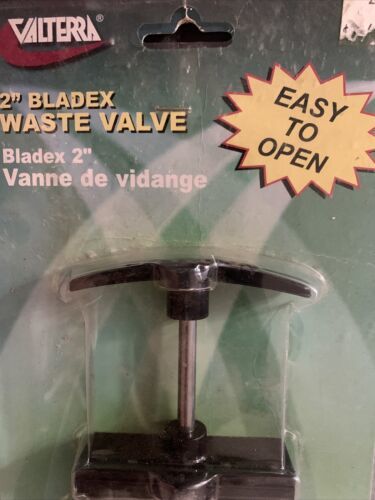 VALTERRA®
2" BLADEX
WASTE VALVE
Bladex 2".
Vanne de vidange
EASY
TO
OPEN